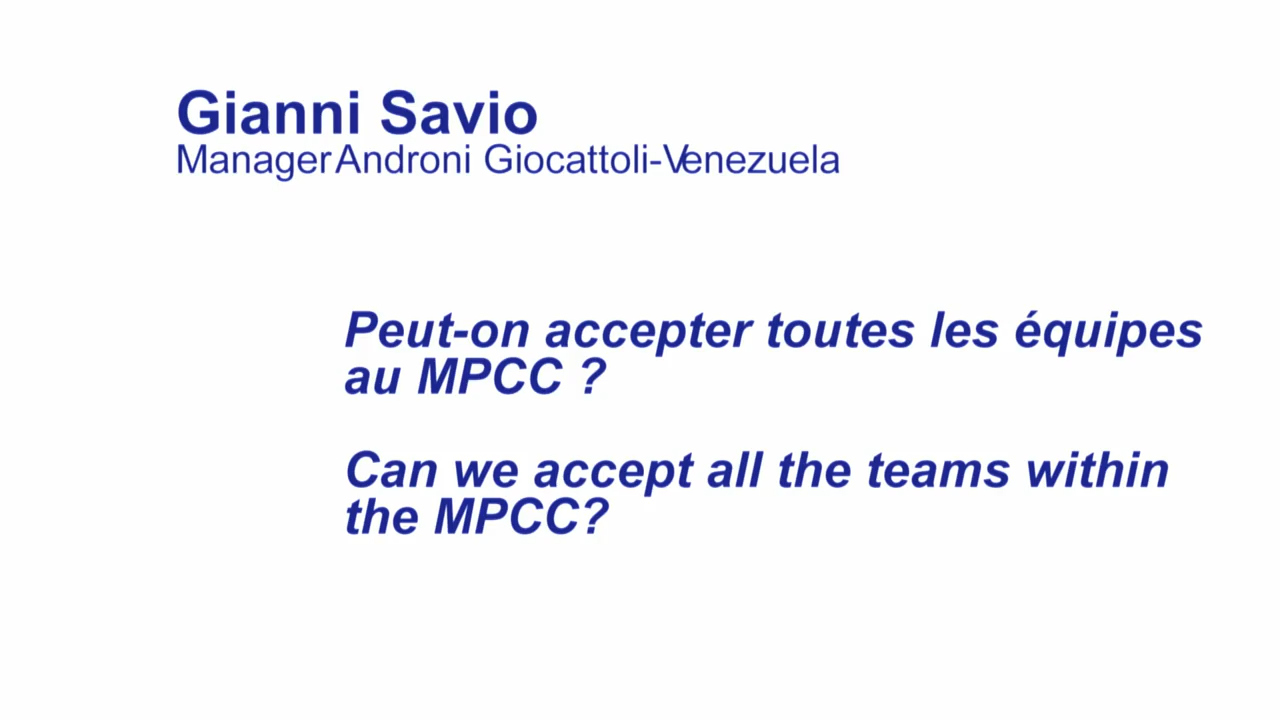 Gianni Savio
Manager Androni Giocattoli-Venezuela
Peut-on accepter toutes les équipes
au MPCC ?
Can we accept all the teams within
the MPCC?